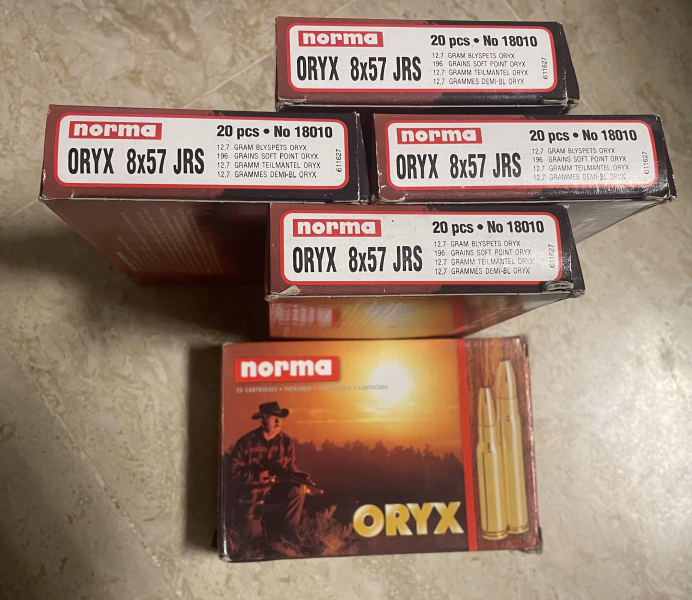 norma
20 pcs • No 18010
ORYX 8x57 JRS
12.7 GRAM BLYSPETS ORYX
196 GRAINS SOFT POINT ORYX
12,7 GRAMM TEILMANTEL ORYX
12,7 GRAMMES DEMI-BL ORYX
611627
norma
20 pcs • No 18010
ORYX 8x57 JRS
12.7 GRAM BLYSPETS ORYX
196 GRAINS SOFT POINT ORYX
12,7 GRAMM TEILMANTEL ORYX
12,7 GRAMMES DEMI-BL ORYX
611627
norma
20 pcs • No 18010
ORYX 8x57 JRS
12.7 GRAM BLYSPETS ORYX
196 GRAINS SOFT POINT ORYX
12,7 GRAMM TEILMANTEL ORYX
12,7 GRAMMES DEMI-BL ORYX
611627
norma
20 pcs • No 18010
ORYX 8x57 JRS
12,7 GRAM BLYSPETS ORYX
196 GRAINS SOFT POINT ORYX
12,7 GRAMM TEILMANTEL ORYX
12,7 GRAMMES DEMI-BL ORYX
611627
norma
20 CARTRIDGES •
ORYX